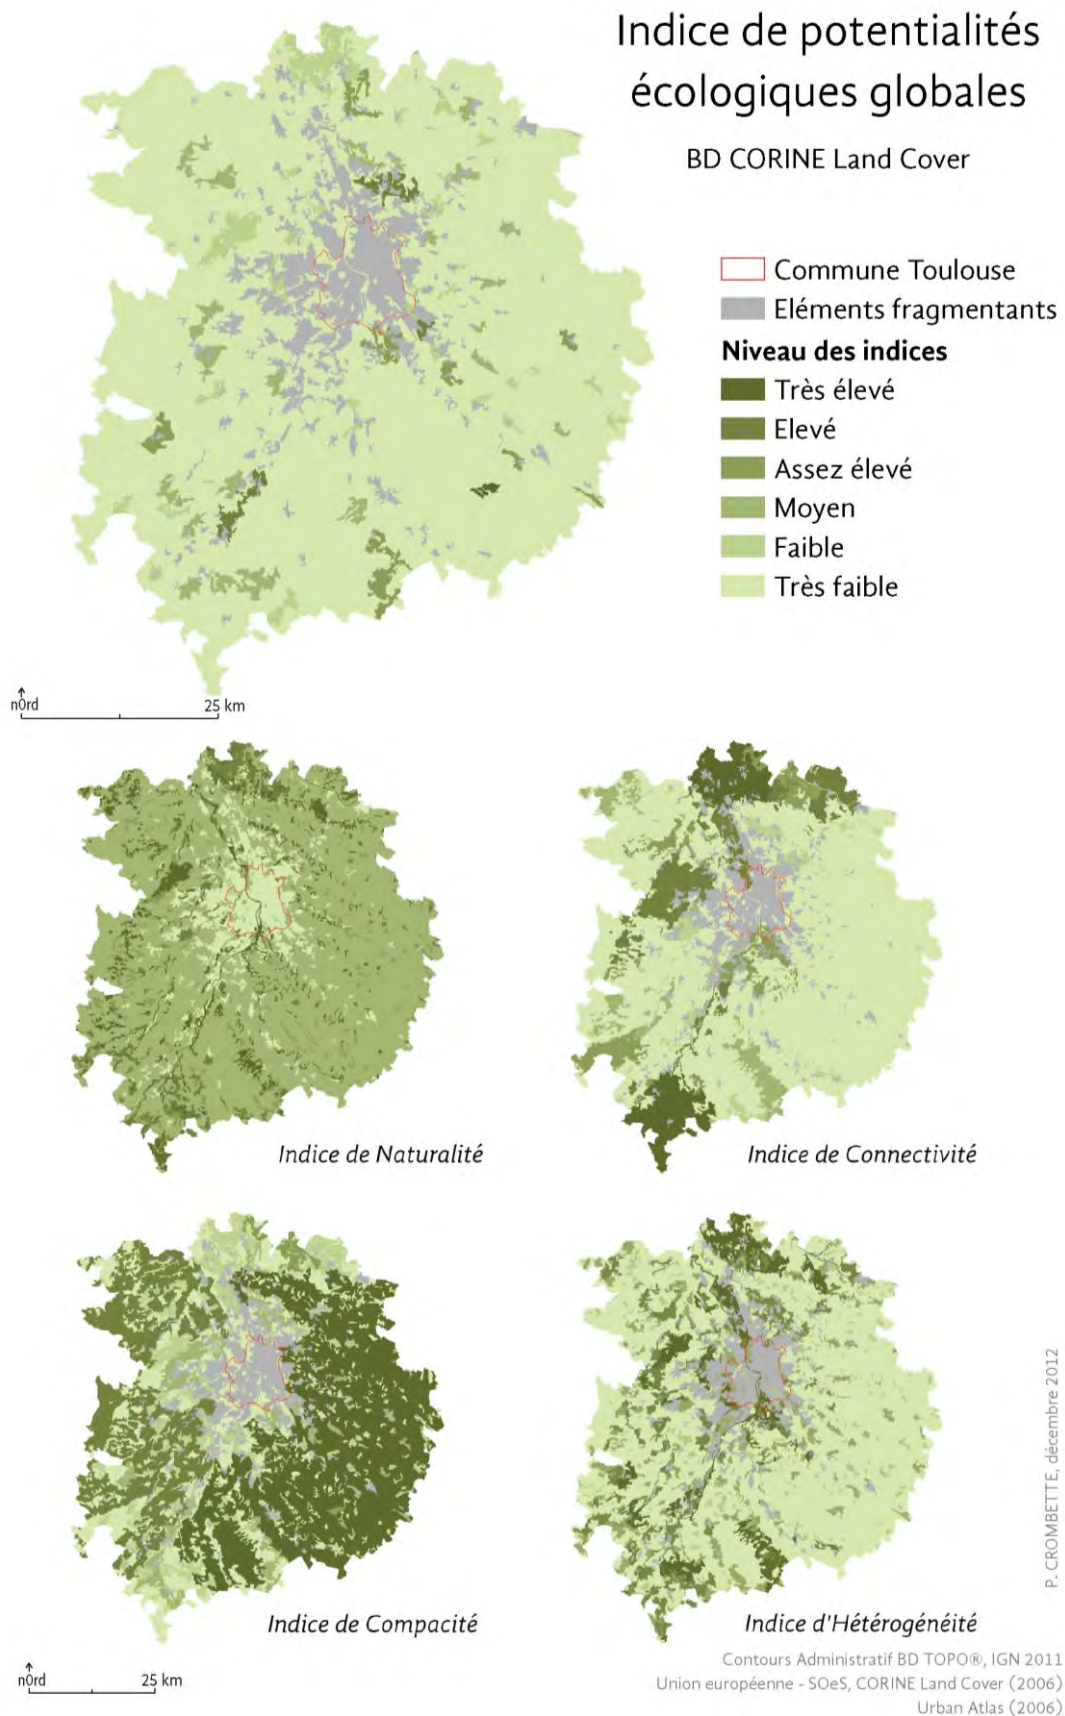 Indice de potentialités
écologiques globales
BD CORINE Land Cover
Commune Toulouse
Eléments fragmentants
Niveau des indices
Très élevé
Elevé
Assez élevé
Moyen
Faible
Très faible
n0rd
25 km
Indice de Naturalité
Indice de Connectivité
Indice de Compacité
Indice d'Hétérogénéité
P. CROMBETTE, décembre 2012
n0rd
25 km
Contours Administratif BD TOPO®, IGN 2011
Union européenne - SOeS, CORINE Land Cover (2006)
Urban Atlas (2006)